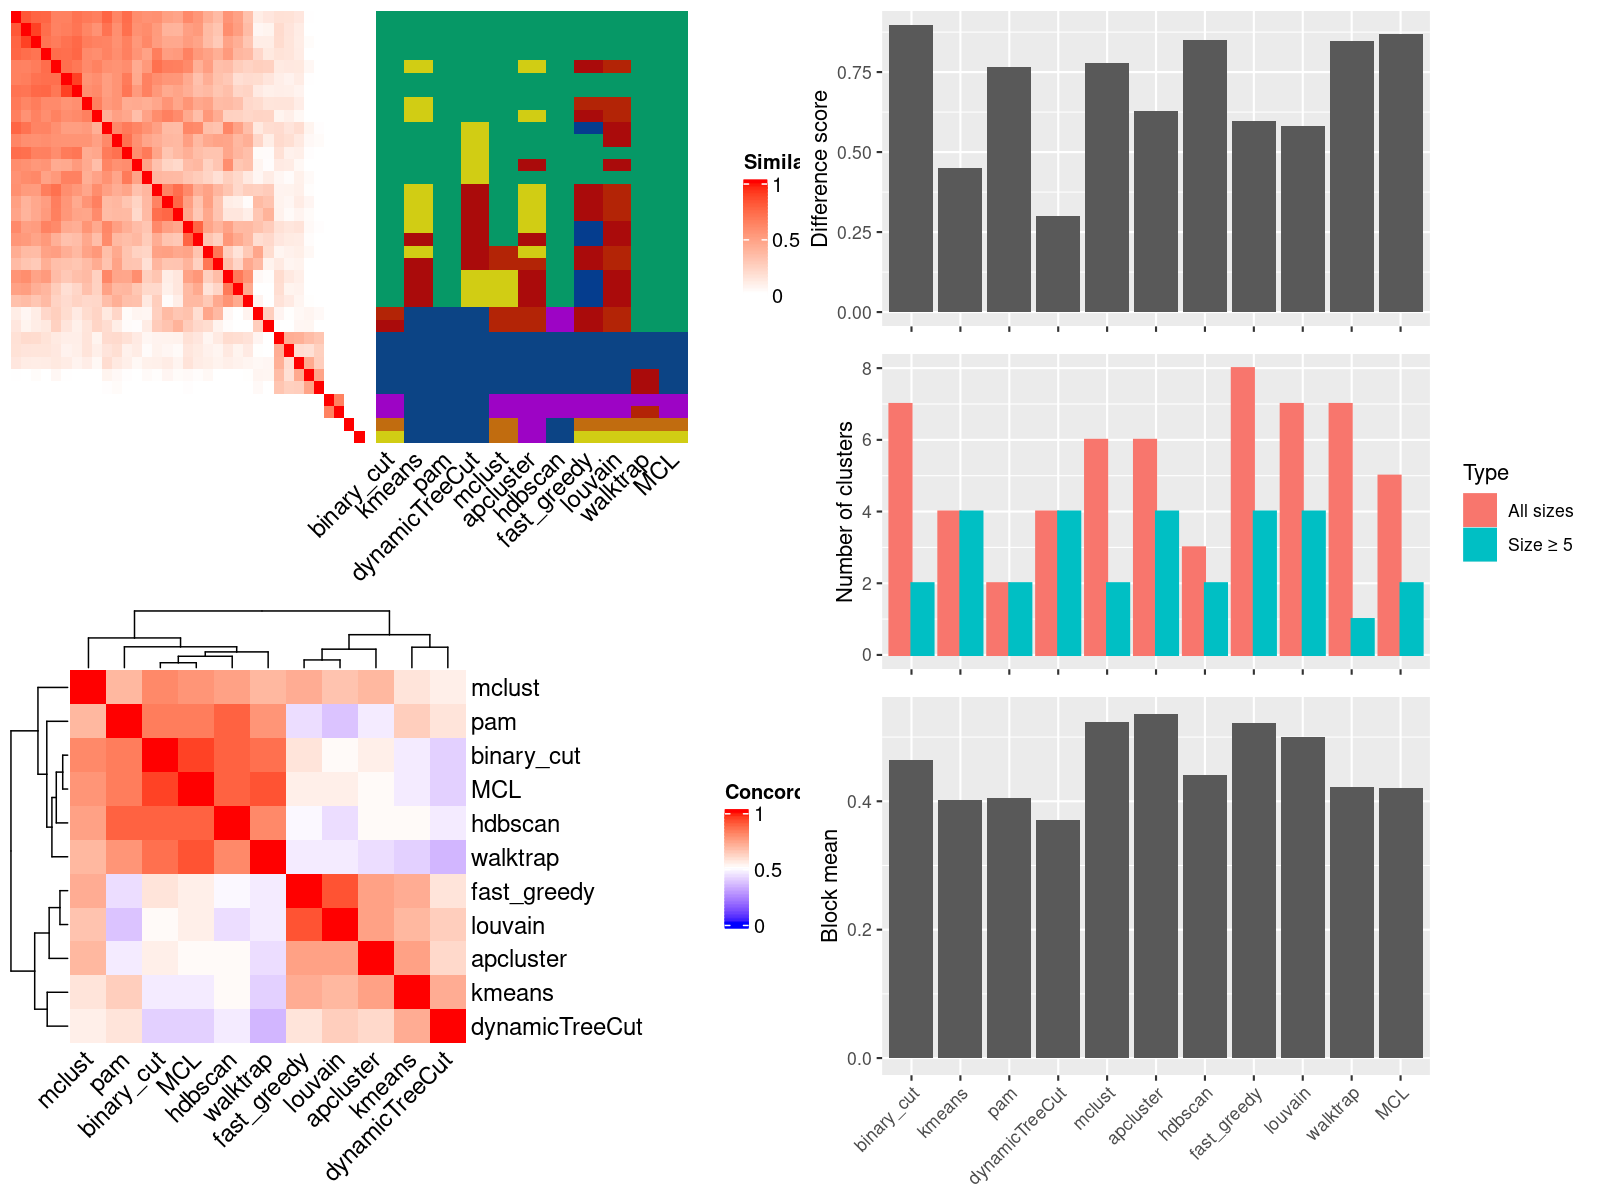 Simila
1
0.5
0
binary_cut
kmeans
pam
dynamicTreeCut
mclust
apcluster
hdbscan
fast_greedy
louvain
walktrap
MCL
mclust
pam
binary_cut
MCL
hdbscan
walktrap
fast_greedy
louvain
apcluster
kmeans
dynamicTreeCut
Concord
1
0.5
0
mclust
pam
binary_cut
MCL
hdbscan
walktrap
fast_greedy
louvain
apcluster
kmeans
dynamicTreeCut
Difference score
0.75
0.50
0.25
0.00
Number of clusters
8
6
4
2
0
Type
All sizes
Size ≥ 5
Block mean
0.4
0.2
0.0
binary_cut
kmeans
pam
dynamicTreeCut
mclust
apcluster
hdbscan
fast_greedy
louvain
walktrap
MCL